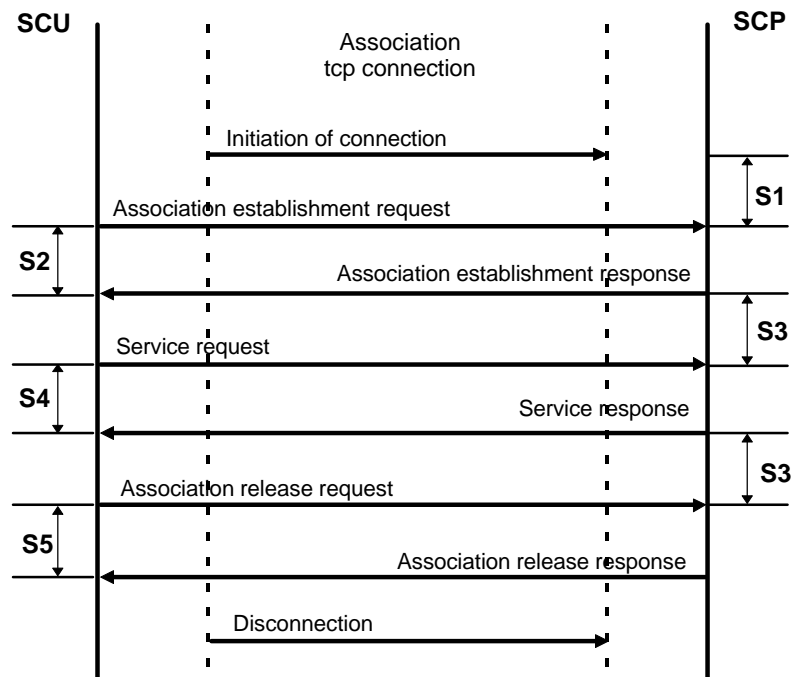 SCU
SCP
Association
tcp connection
Initiation of connection
S1
Association establishment request
S2
Association establishment response
S3
Service request
S4
Service response
S3
Association release request
S5
Association release response
Disconnection